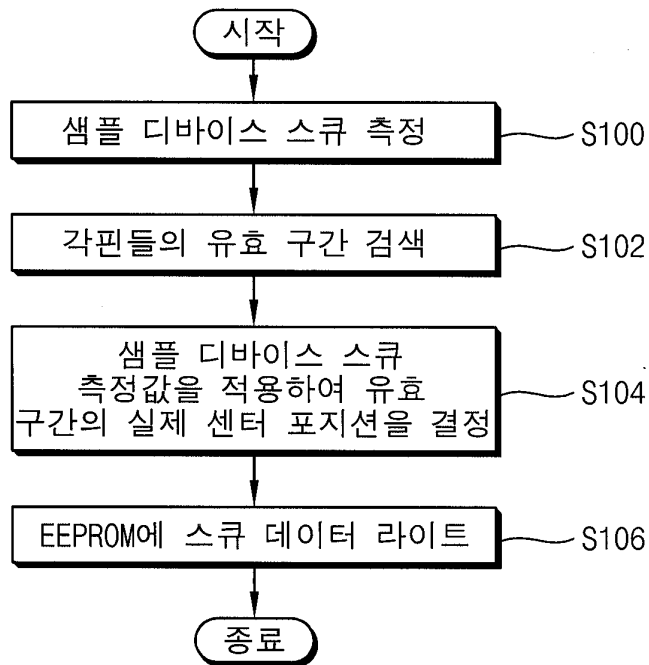 시작
샘플 디바이스 스큐 측정
S100
각핀들의 유효 구간 검색
S102
샘플 디바이스 스큐
측정값을 적용하여 유효
구간의 실제 센터 포지션을 결정
S104
EEPROM에 스큐 데이터 라이트
S106
종료